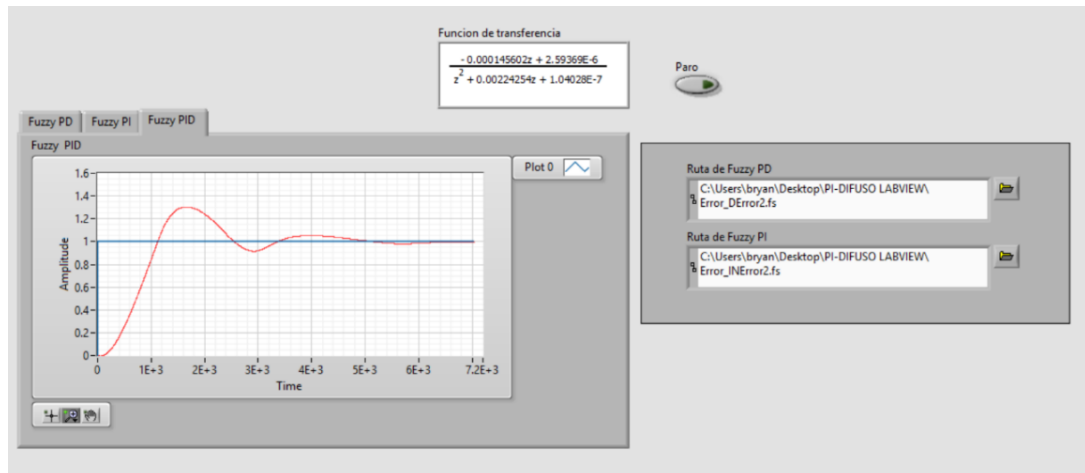 Funcion de transferencia
- 0.000145602z + 2.59369E-6
z2 + 0.00224254z + 1.04028E-7
Paro
Fuzzy PD
Fuzzy PI
Fuzzy PID
Fuzzy PID
Plot 0
1.6
1.4
1.2
1
0.8
0.6
0.4
0.2
0
Amplitude
0
1E+3
2E+3
3E+3
4E+3
5E+3
6E+3
7.2E+3
Time
Ruta de Fuzzy PD
C:\Users\bryan\Desktop\PI-DIFUSO LABVIEW\
Error_DError2.fs
Ruta de Fuzzy PI
C:\Users\bryan\Desktop\PI-DIFUSO LABVIEW\
Error_INError2.fs